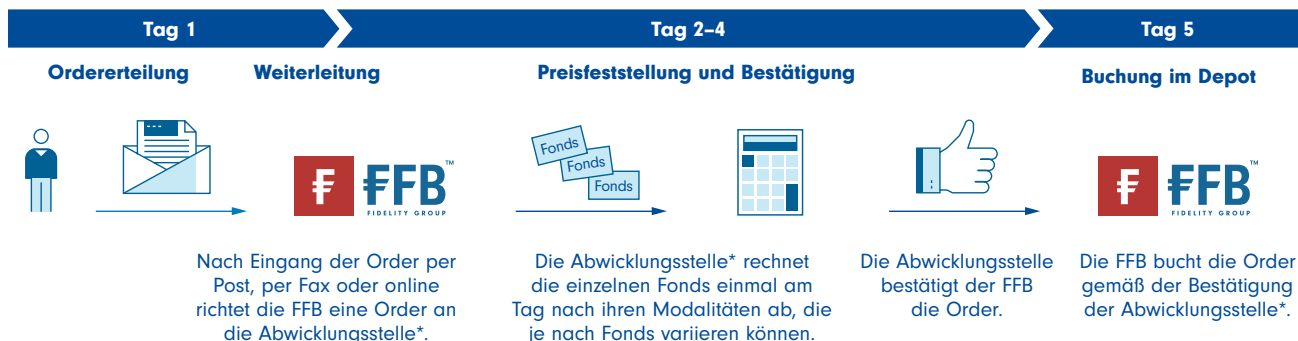 Tag 1
Tag 2–4
Tag 5
Ordererteilung
Weiterleitung
Preisfeststellung und Bestätigung
Buchung im Depot
FFB™
FIDELITY GROUP
Fonds
Fonds
Fonds
FFB™
FIDELITY GROUP
Nach Eingang der Order per
Post, per Fax oder online
richtet die FFB eine Order an
die Abwicklungsstelle*.
Die Abwicklungsstelle* rechnet
die einzelnen Fonds einmal am
Tag nach ihren Modalitäten ab, die
je nach Fonds variieren können.
Die Abwicklungsstelle
bestätigt der FFB
die Order.
Die FFB bucht die Order
gemäß der Bestätigung
der Abwicklungsstelle*.